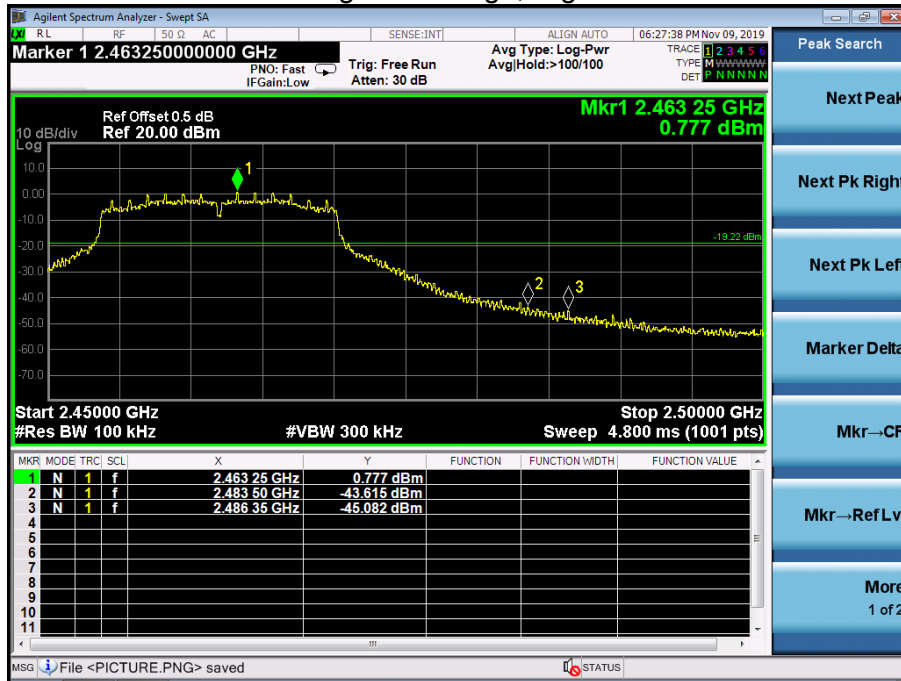 Agilent Spectrum Analyzer - Swept SA
LXI RL RF 50 Ω AC SENSE:INT ALIGN AUTO 06:27:38 PM Nov 09, 2019
Marker 1 2.463250000000 GHz
PNO: Fast
IFGain:Low
Trig: Free Run
Atten: 30 dB
Avg Type: Log-Pwr
Avg|Hold:>100/100
TRACE 1 2 3 4 5 6
TYPE M WWWWW
DET P N N N N N
Peak Search
Next Peak
Next Pk Right
Next Pk Left
Marker Delta
Mkr→CF
Mkr→Ref Lv
More
1 of 2
Mkr1 2.463 25 GHz
0.777 dBm
Ref Offset 0.5 dB
10 dB/div Ref 20.00 dBm
Log
10.0
0.00
-10.0
-20.0
-30.0
-40.0
-50.0
-60.0
-70.0
1
2
3
-19.22 dBm
Start 2.45000 GHz Stop 2.50000 GHz
#Res BW 100 kHz #VBW 300 kHz Sweep 4.800 ms (1001 pts)
MKR MODE TRC SCL X Y FUNCTION FUNCTION WIDTH FUNCTION VALUE
1 N 1 f 2.463 25 GHz 0.777 dBm
2 N 1 f 2.483 50 GHz -43.615 dBm
3 N 1 f 2.486 35 GHz -45.082 dBm
4
5
6
7
8
9
10
11
MSG File <PICTURE.PNG> saved STATUS